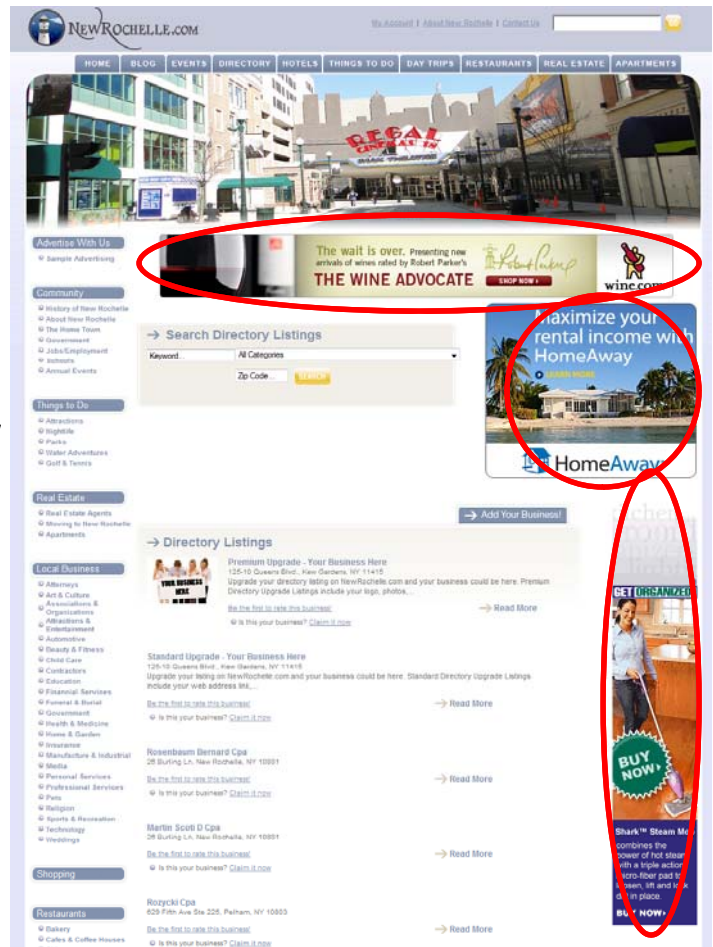 NEWROCHELLE.COM
My Account | About New Rochelle | Contact Us
HOME BLOG EVENTS DIRECTORY HOTELS THINGS TO DO DAY TRIPS RESTAURANTS REAL ESTATE APARTMENTS
REGAL
CINEMAS
Advertise With Us
Sample Advertising
The wait is over. Presenting new
arrivals of wines rated by Robert Parker's
THE WINE ADVOCATE
Robert Parker
SHOP NOW
wine.com
Community
History of New Rochelle
About New Rochelle
The Home Town
Government
Jobs/Employment
Schools
Annual Events
→ Search Directory Listings
Keyword... All Categories
Zip Code... SEARCH
Maximize your
rental income with
HomeAway
LEARN MORE
HomeAway
Things to Do
Attractions
Nightlife
Parks
Water Adventures
Golf & Tennis
Real Estate
Real Estate Agents
Moving to New Rochelle
Apartments
→ Add Your Business!
→ Directory Listings
YOUR BUSINESS
HERE
Premium Upgrade - Your Business Here
125-10 Queens Blvd., Kew Gardens, NY 11415
Upgrade your directory listing on NewRochelle.com and your business could be here. Premium
Directory Upgrade Listings include your logo, photos,...
Be the first to rate this business!
→ Read More
Is this your business? Claim it now
Standard Upgrade - Your Business Here
125-10 Queens Blvd., Kew Gardens, NY 11415
Upgrade your listing on NewRochelle.com and your business could be here. Standard Directory Upgrade Listings
include your web address link,...
Be the first to rate this business!
→ Read More
Is this your business? Claim it now
Rosenbaum Bernard Cpa
26 Burling Ln, New Rochelle, NY 10801
Be the first to rate this business!
→ Read More
Is this your business? Claim it now
Martin Scott D Cpa
26 Burling Ln, New Rochelle, NY 10801
Be the first to rate this business!
→ Read More
Is this your business? Claim it now
Rozycki Cpa
629 Fifth Ave Ste 225, Pelham, NY 10803
Be the first to rate this business!
→ Read More
Is this your business? Claim it now
Local Business
Attorneys
Art & Culture
Associations &
Organizations
Attractions &
Entertainment
Automotive
Beauty & Fitness
Child Care
Contractors
Education
Financial Services
Funeral & Burial
Government
Health & Medicine
Home & Garden
Insurance
Manufacture & Industrial
Media
Personal Services
Professional Services
Pets
Religion
Sports & Recreation
Technology
Weddings
Shopping
Restaurants
Bakery
Cafes & Coffee Houses
GET ORGANIZED
BUY
NOW
Shark™ Steam Mop
combines the
power of hot steam
with a triple action
micro-fiber pad to
loosen, lift and lock
dirt in place.
BUY NOW